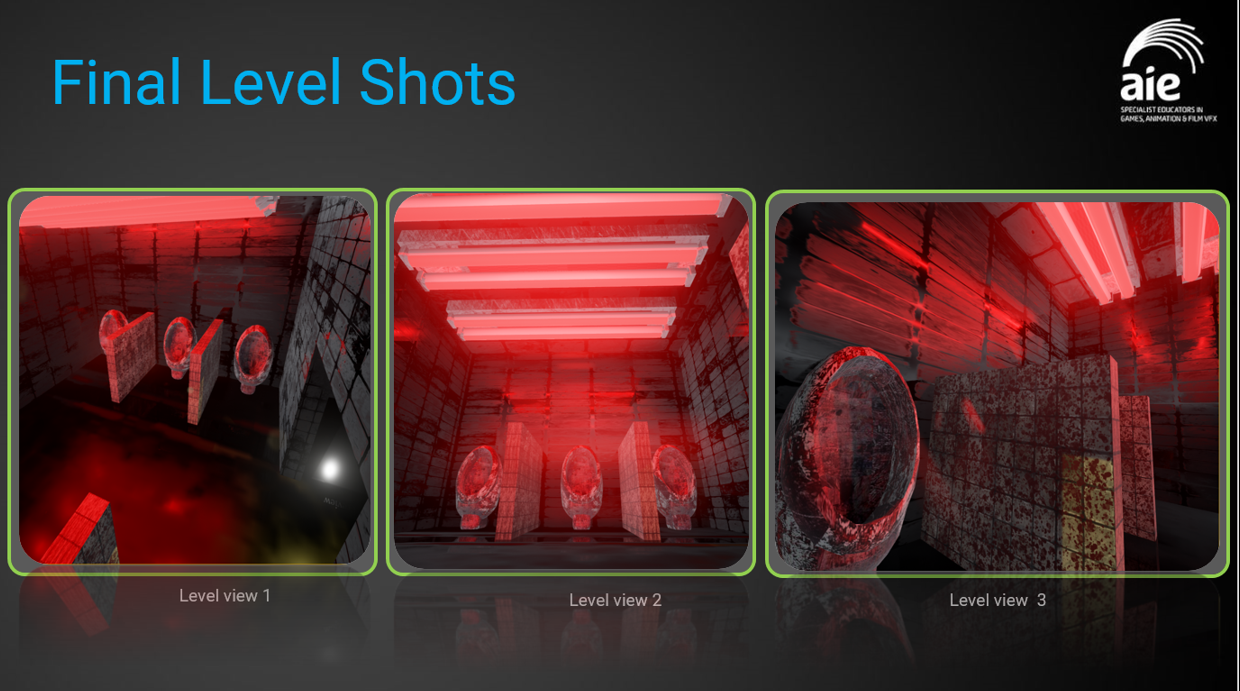 Final Level Shots
aie
SPECIALIST EDUCATORS IN
GAMES, ANIMATION & FILM VFX
Level view 1
Level view 2
Level view  3